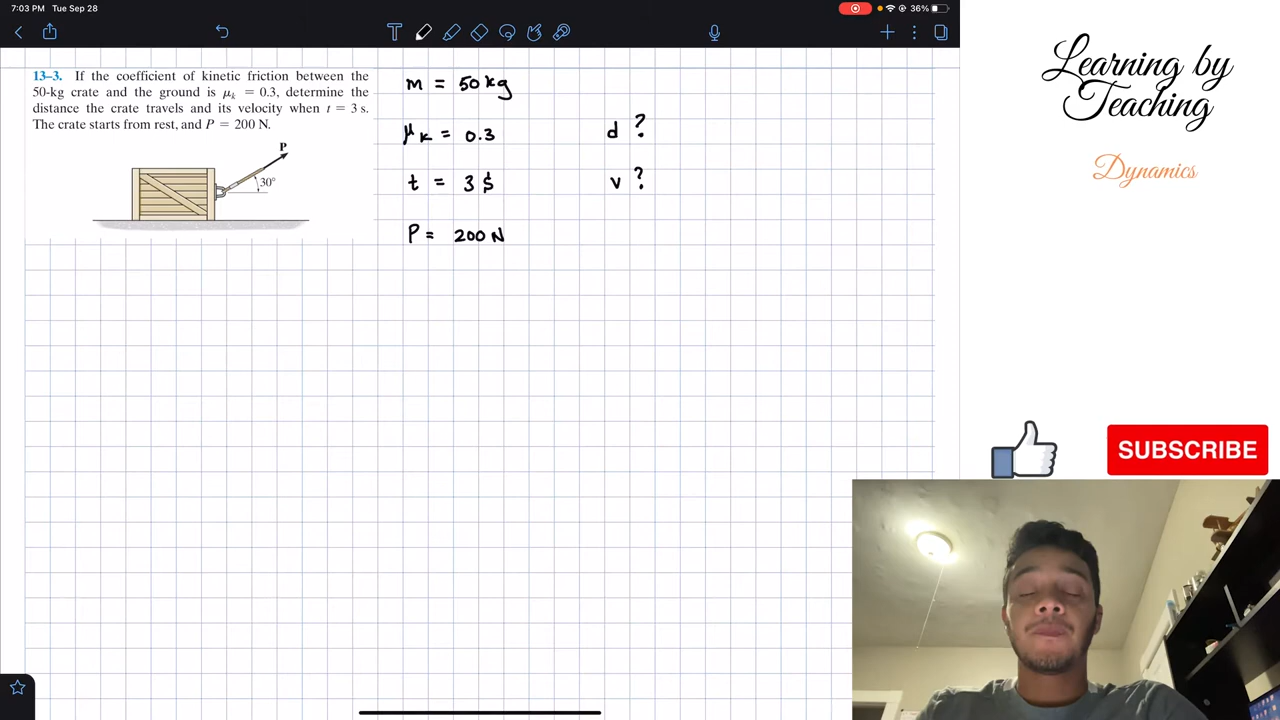 7:03 PM Tue Sep 28
36%
13–3. If the coefficient of kinetic friction between the
50-kg crate and the ground is μk = 0.3, determine the
distance the crate travels and its velocity when t = 3 s.
The crate starts from rest, and P = 200 N.
P
30°
m = 50 kg
μk = 0.3
d ?
t = 3 s
v ?
P = 200 N
Learning by
Teaching
Dynamics
SUBSCRIBE